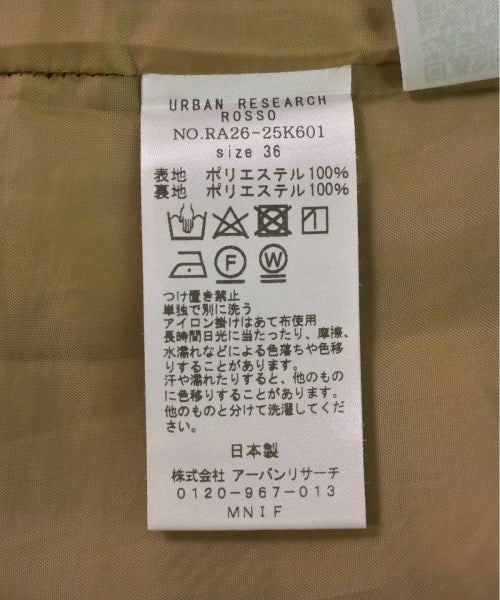 URBAN RESEARCH
ROSSO
NO.RA26-25K601
size 36
表地 ポリエステル100%
裏地 ポリエステル100%
F W
つけ置き禁止
単独で別に洗う
アイロン掛けはあて布使用
長時間日光に当たったり、摩擦、
水濡れなどによる色落ちや色移
りすることがあります。
汗や濡れたりすると、他のもの
に色移りすることがあります。
他のものと分けて洗濯してくだ
さい。
日本製
株式会社 アーバンリサーチ
0120-967-013
MNIF